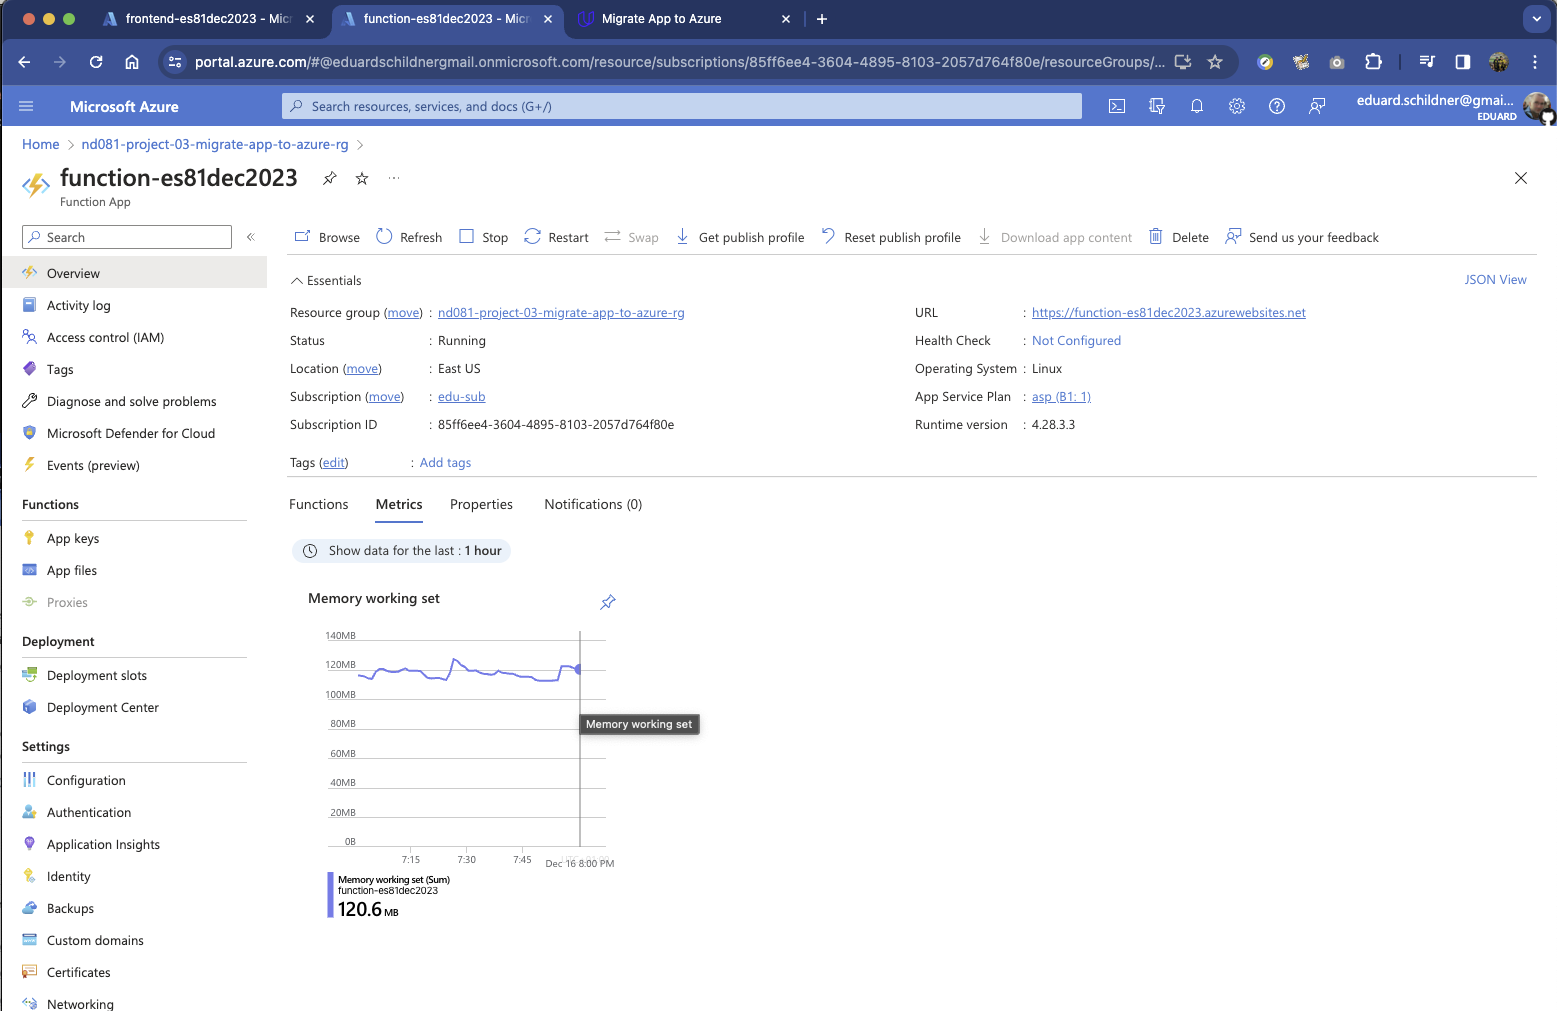 frontend-es81dec2023 - Micr
function-es81dec2023 - Micr
Migrate App to Azure
portal.azure.com/#@eduardschildnergmail.onmicrosoft.com/resource/subscriptions/85ff6ee4-3604-4895-8103-2057d764f80e/resourceGroups/...
Microsoft Azure
Search resources, services, and docs (G+/)
eduard.schildner@gmai...
EDUARD
Home > nd081-project-03-migrate-app-to-azure-rg >
function-es81dec2023
Function App
Search
Browse Refresh Stop Restart Swap Get publish profile Reset publish profile Download app content Delete Send us your feedback
Overview
Activity log
Access control (IAM)
Tags
Diagnose and solve problems
Microsoft Defender for Cloud
Events (preview)
Functions
App keys
App files
Proxies
Deployment
Deployment slots
Deployment Center
Settings
Configuration
Authentication
Application Insights
Identity
Backups
Custom domains
Certificates
Networking
Essentials
JSON View
Resource group (move) : nd081-project-03-migrate-app-to-azure-rg
Status : Running
Location (move) : East US
Subscription (move) : edu-sub
Subscription ID : 85ff6ee4-3604-4895-8103-2057d764f80e
URL : https://function-es81dec2023.azurewebsites.net
Health Check : Not Configured
Operating System : Linux
App Service Plan : asp (B1: 1)
Runtime version : 4.28.3.3
Tags (edit) : Add tags
Functions Metrics Properties Notifications (0)
Show data for the last : 1 hour
Memory working set
140MB
120MB
100MB
80MB
60MB
40MB
20MB
0B
Memory working set
7:15 7:30 7:45 Dec 16 8:00 PM
Memory working set (Sum)
function-es81dec2023
120.6 MB